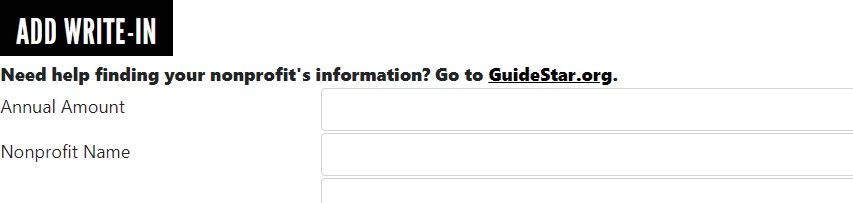 ADD WRITE-IN
Need help finding your nonprofit's information? Go to GuideStar.org.
Annual Amount
Nonprofit Name